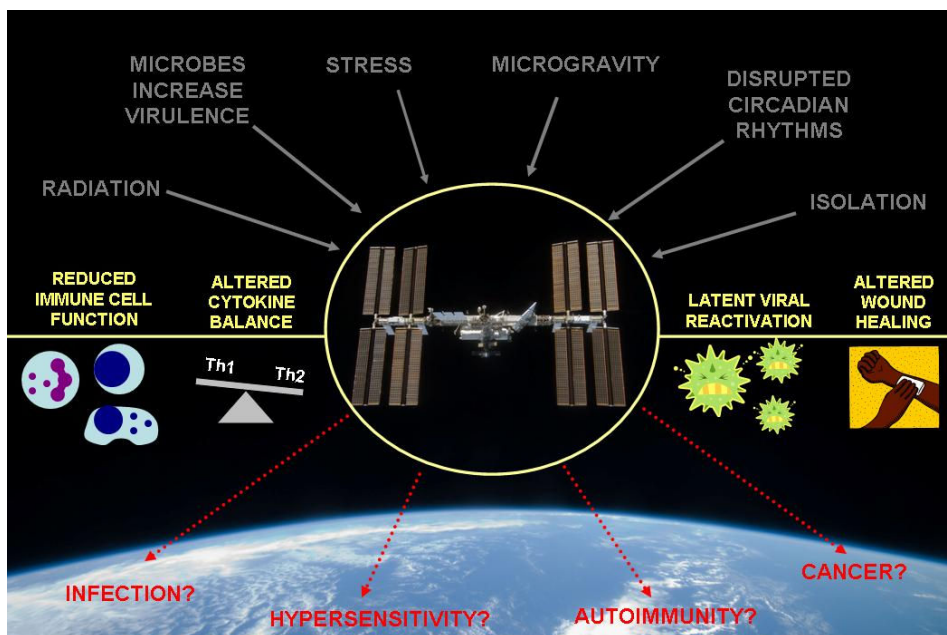 MICROBES
INCREASE
VIRULENCE
STRESS
MICROGRAVITY
DISRUPTED
CIRCADIAN
RHYTHMS
RADIATION
ISOLATION
REDUCED
IMMUNE CELL
FUNCTION
ALTERED
CYTOKINE
BALANCE
LATENT VIRAL
REACTIVATION
ALTERED
WOUND
HEALING
Th1
Th2
INFECTION?
HYPERSENSITIVITY?
AUTOIMMUNITY?
CANCER?